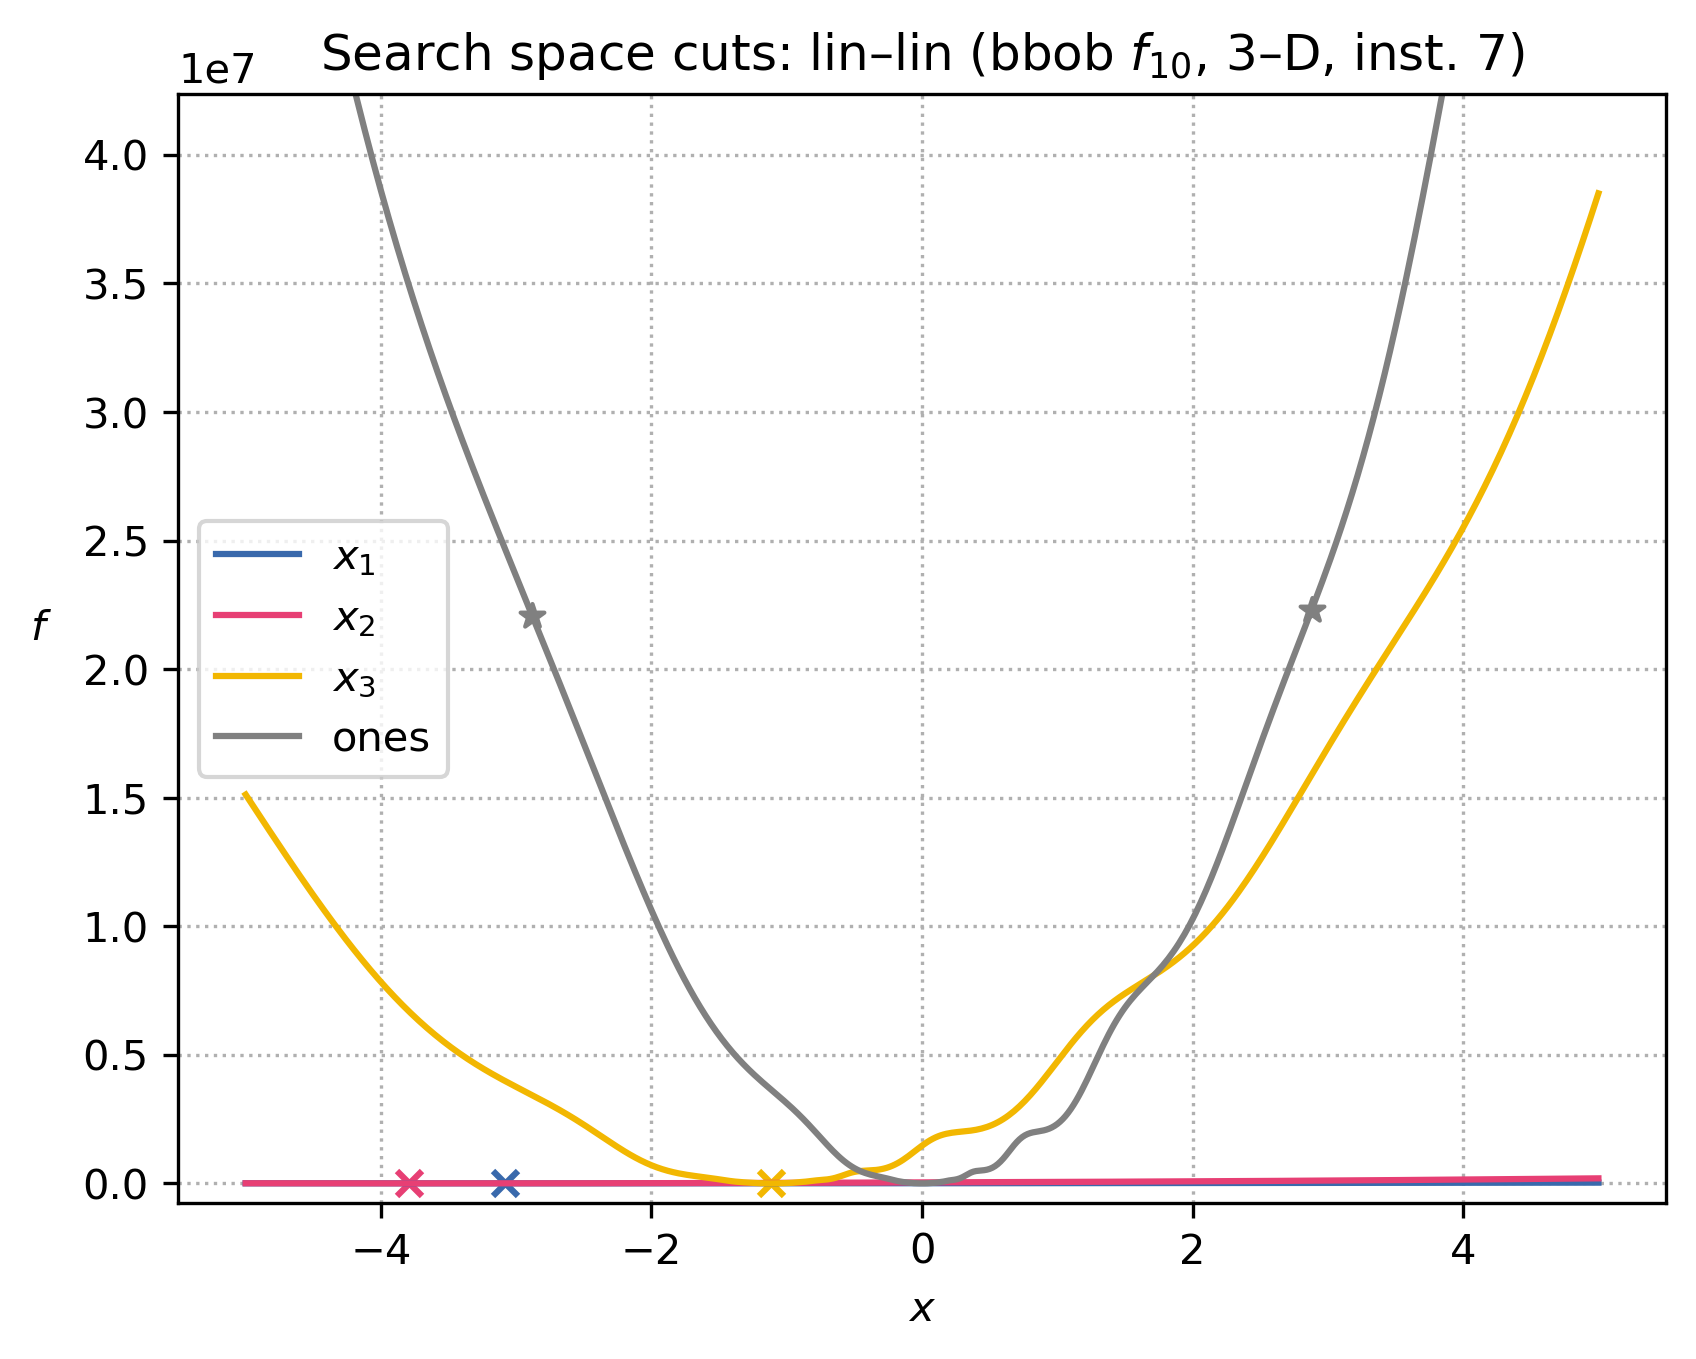 Search space cuts: lin–lin (bbob f10, 3–D, inst. 7)
1e7
4.0
3.5
3.0
2.5
2.0
1.5
1.0
0.5
0.0
f
x1
x2
x3
ones
−4 −2 0 2 4
x